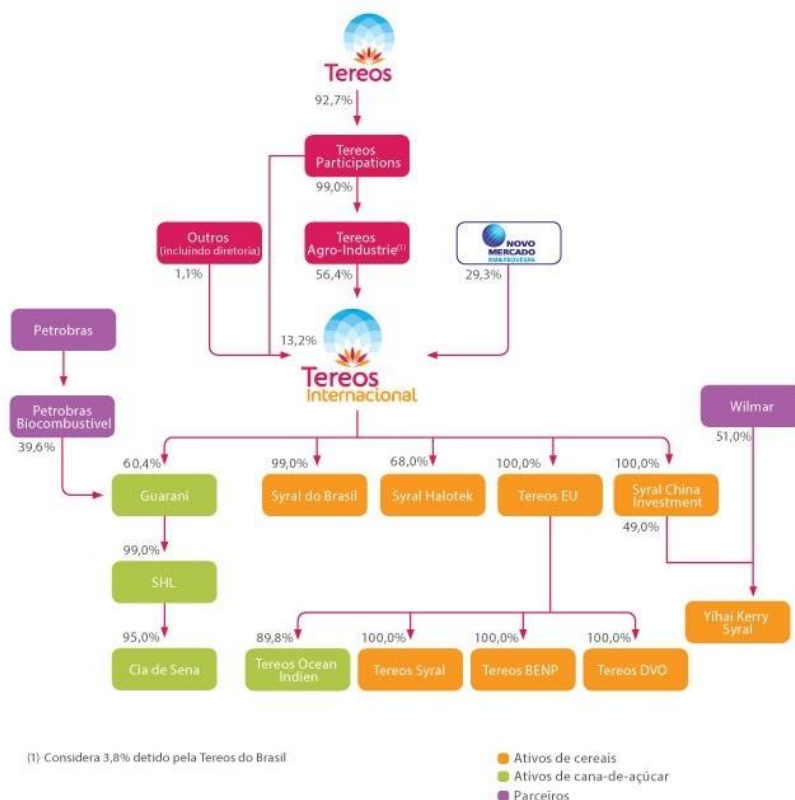 Tereos
92,7%
Tereos
Participations
99,0%
Outros
(incluindo diretoria)
1,1%
Tereos
Agro-Industrie(1)
56,4%
NOVO
MERCADO
BM&FBOVESPA
29,3%
13,2%
Tereos
Internacional
Petrobras
Petrobras
Biocombustível
39,6%
Wilmar
51,0%
60,4%
Guarani
99,0%
Syral do Brasil
68,0%
Syral Halotek
100,0%
Tereos EU
100,0%
Syral China
Investment
49,0%
99,0%
SHL
95,0%
Cia de Sena
Yihai Kerry
Syral
89,8%
Tereos Ocean
Indien
100,0%
Tereos Syral
100,0%
Tereos BENP
100,0%
Tereos DVO
(1) Considera 3,8% detido pela Tereos do Brasil
Ativos de cereais
Ativos de cana-de-açúcar
Parceiros